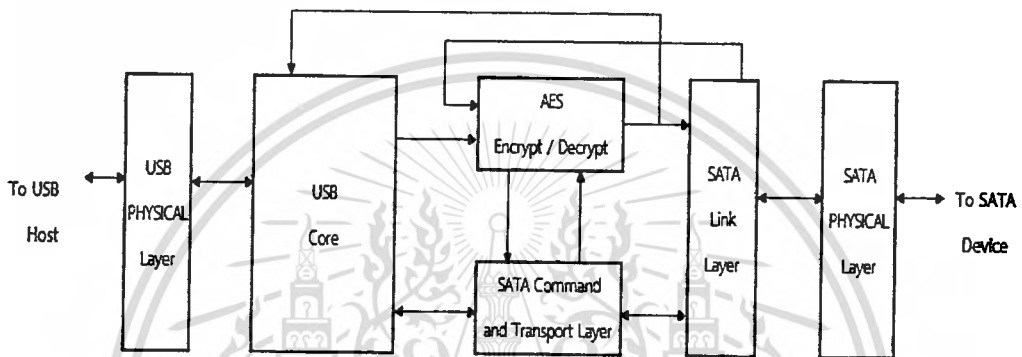 To USB
Host
USB
PHYSICAL
Layer
USB
Core
AES
Encrypt / Decrypt
SATA Command
and Transport Layer
SATA
Link
Layer
SATA
PHYSICAL
Layer
To SATA
Device